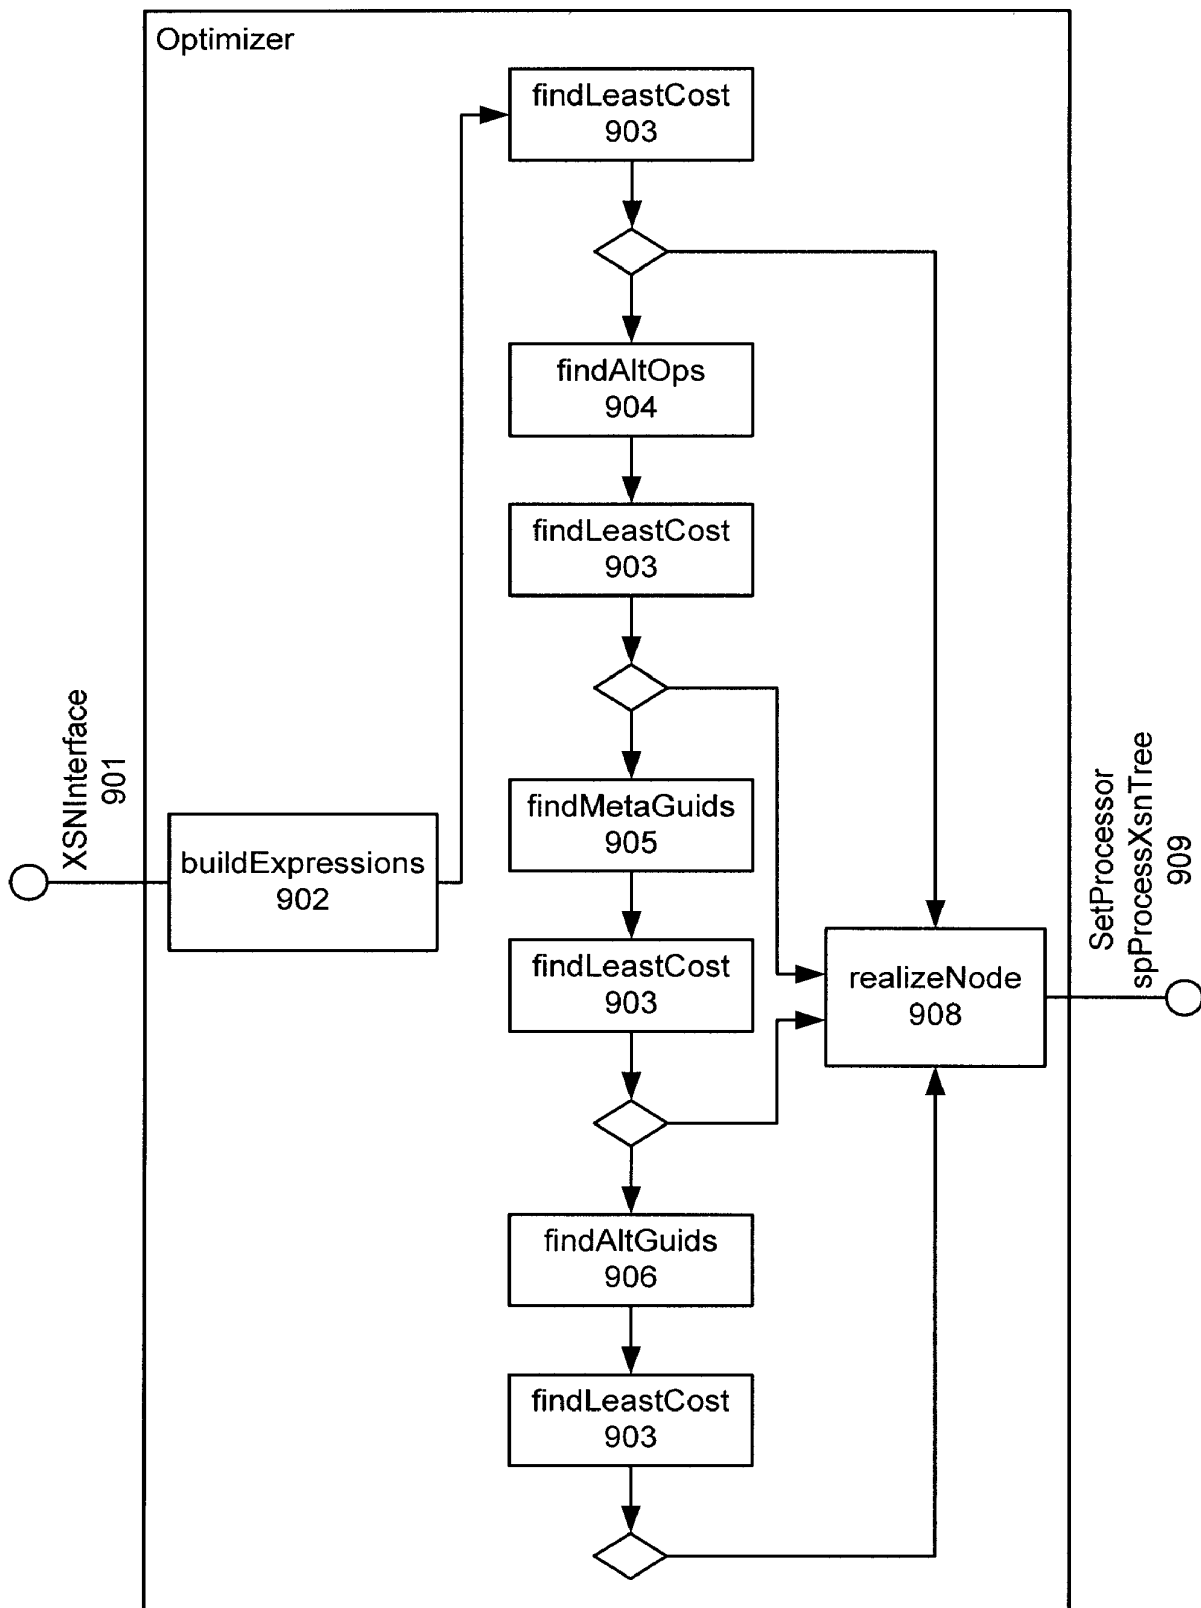 Optimizer
findLeastCost
903
findAltOps
904
findLeastCost
903
XSNInterface
901
findMetaGuids
905
buildExpressions
902
findLeastCost
903
realizeNode
908
SetProcessor
spProcessXsnTree
909
findAltGuids
906
findLeastCost
903